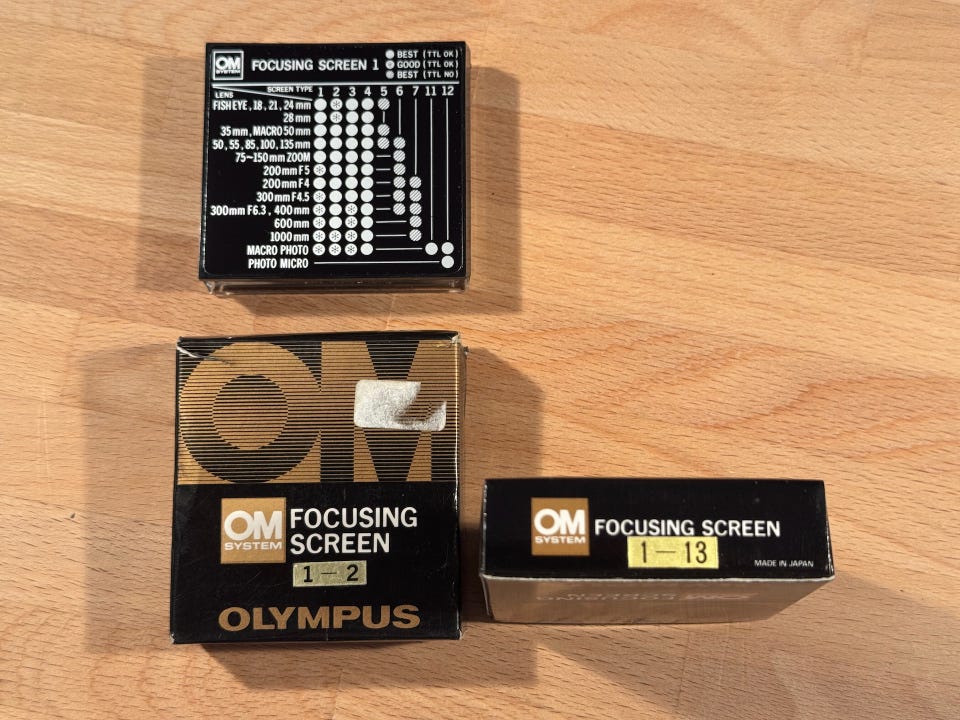 OM
SYSTEM
FOCUSING SCREEN 1
BEST (TTL OK)
GOOD (TTL OK)
BEST (TTL NO)
LENS
SCREEN TYPE 1 2 3 4 5 6 7 11 12
FISHEYE, 18, 21, 24 mm
28 mm
35 mm, MACRO 50 mm
50, 55, 85, 100, 135 mm
75~150 mm ZOOM
200 mm F5
200 mm F4
300 mm F4.5
300 mm F6.3, 400 mm
600 mm
1000 mm
MACRO PHOTO
PHOTO MICRO
OM
OM
SYSTEM
FOCUSING
SCREEN
1-2
OLYMPUS
OM
SYSTEM
FOCUSING SCREEN
1-13
MADE IN JAPAN